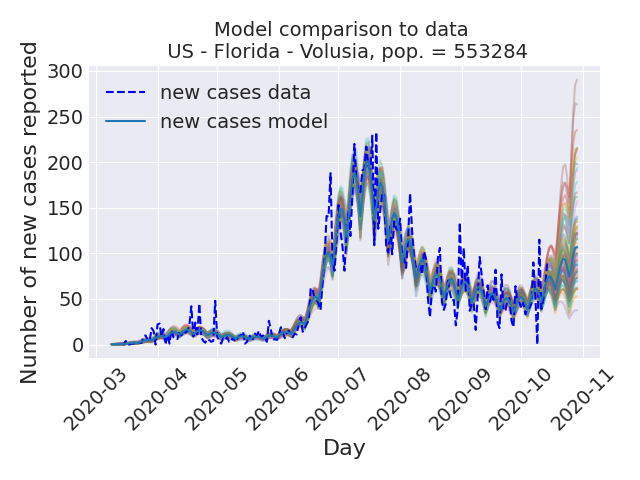 Model comparison to data
US - Florida - Volusia, pop. = 553284
new cases data
new cases model
Number of new cases reported
300
250
200
150
100
50
0
2020-03
2020-04
2020-05
2020-06
2020-07
2020-08
2020-09
2020-10
2020-11
Day